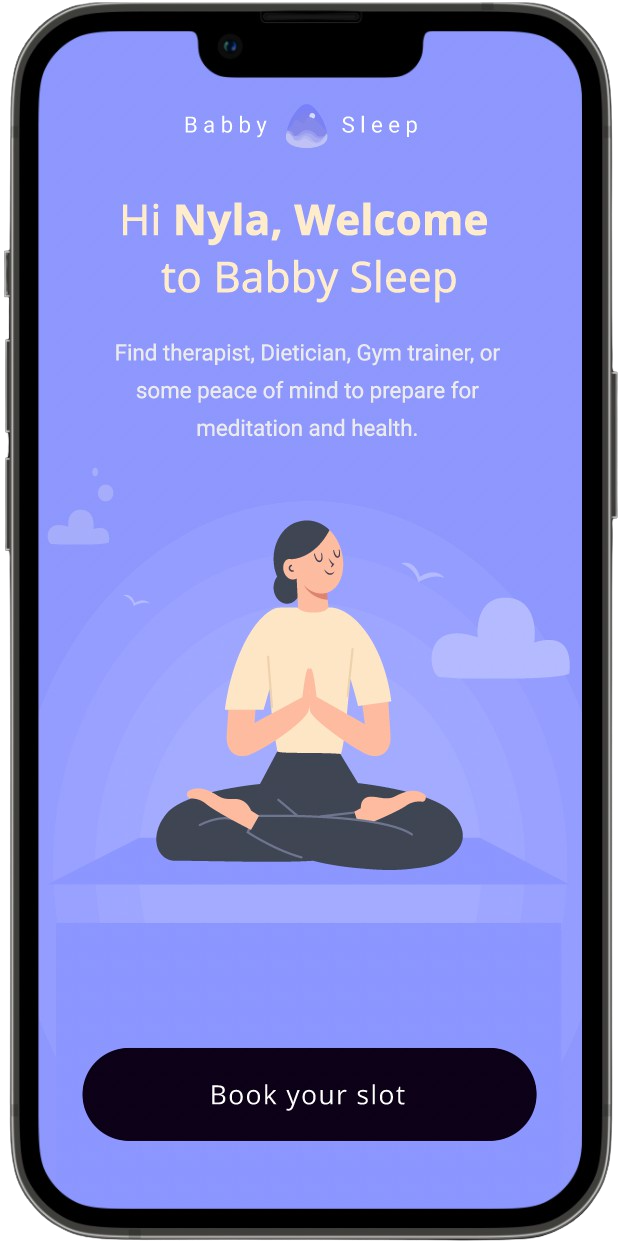 Babby Sleep
Hi Nyla, Welcome
to Babby Sleep
Find therapist, Dietician, Gym trainer, or
some peace of mind to prepare for
meditation and health.
Book your slot